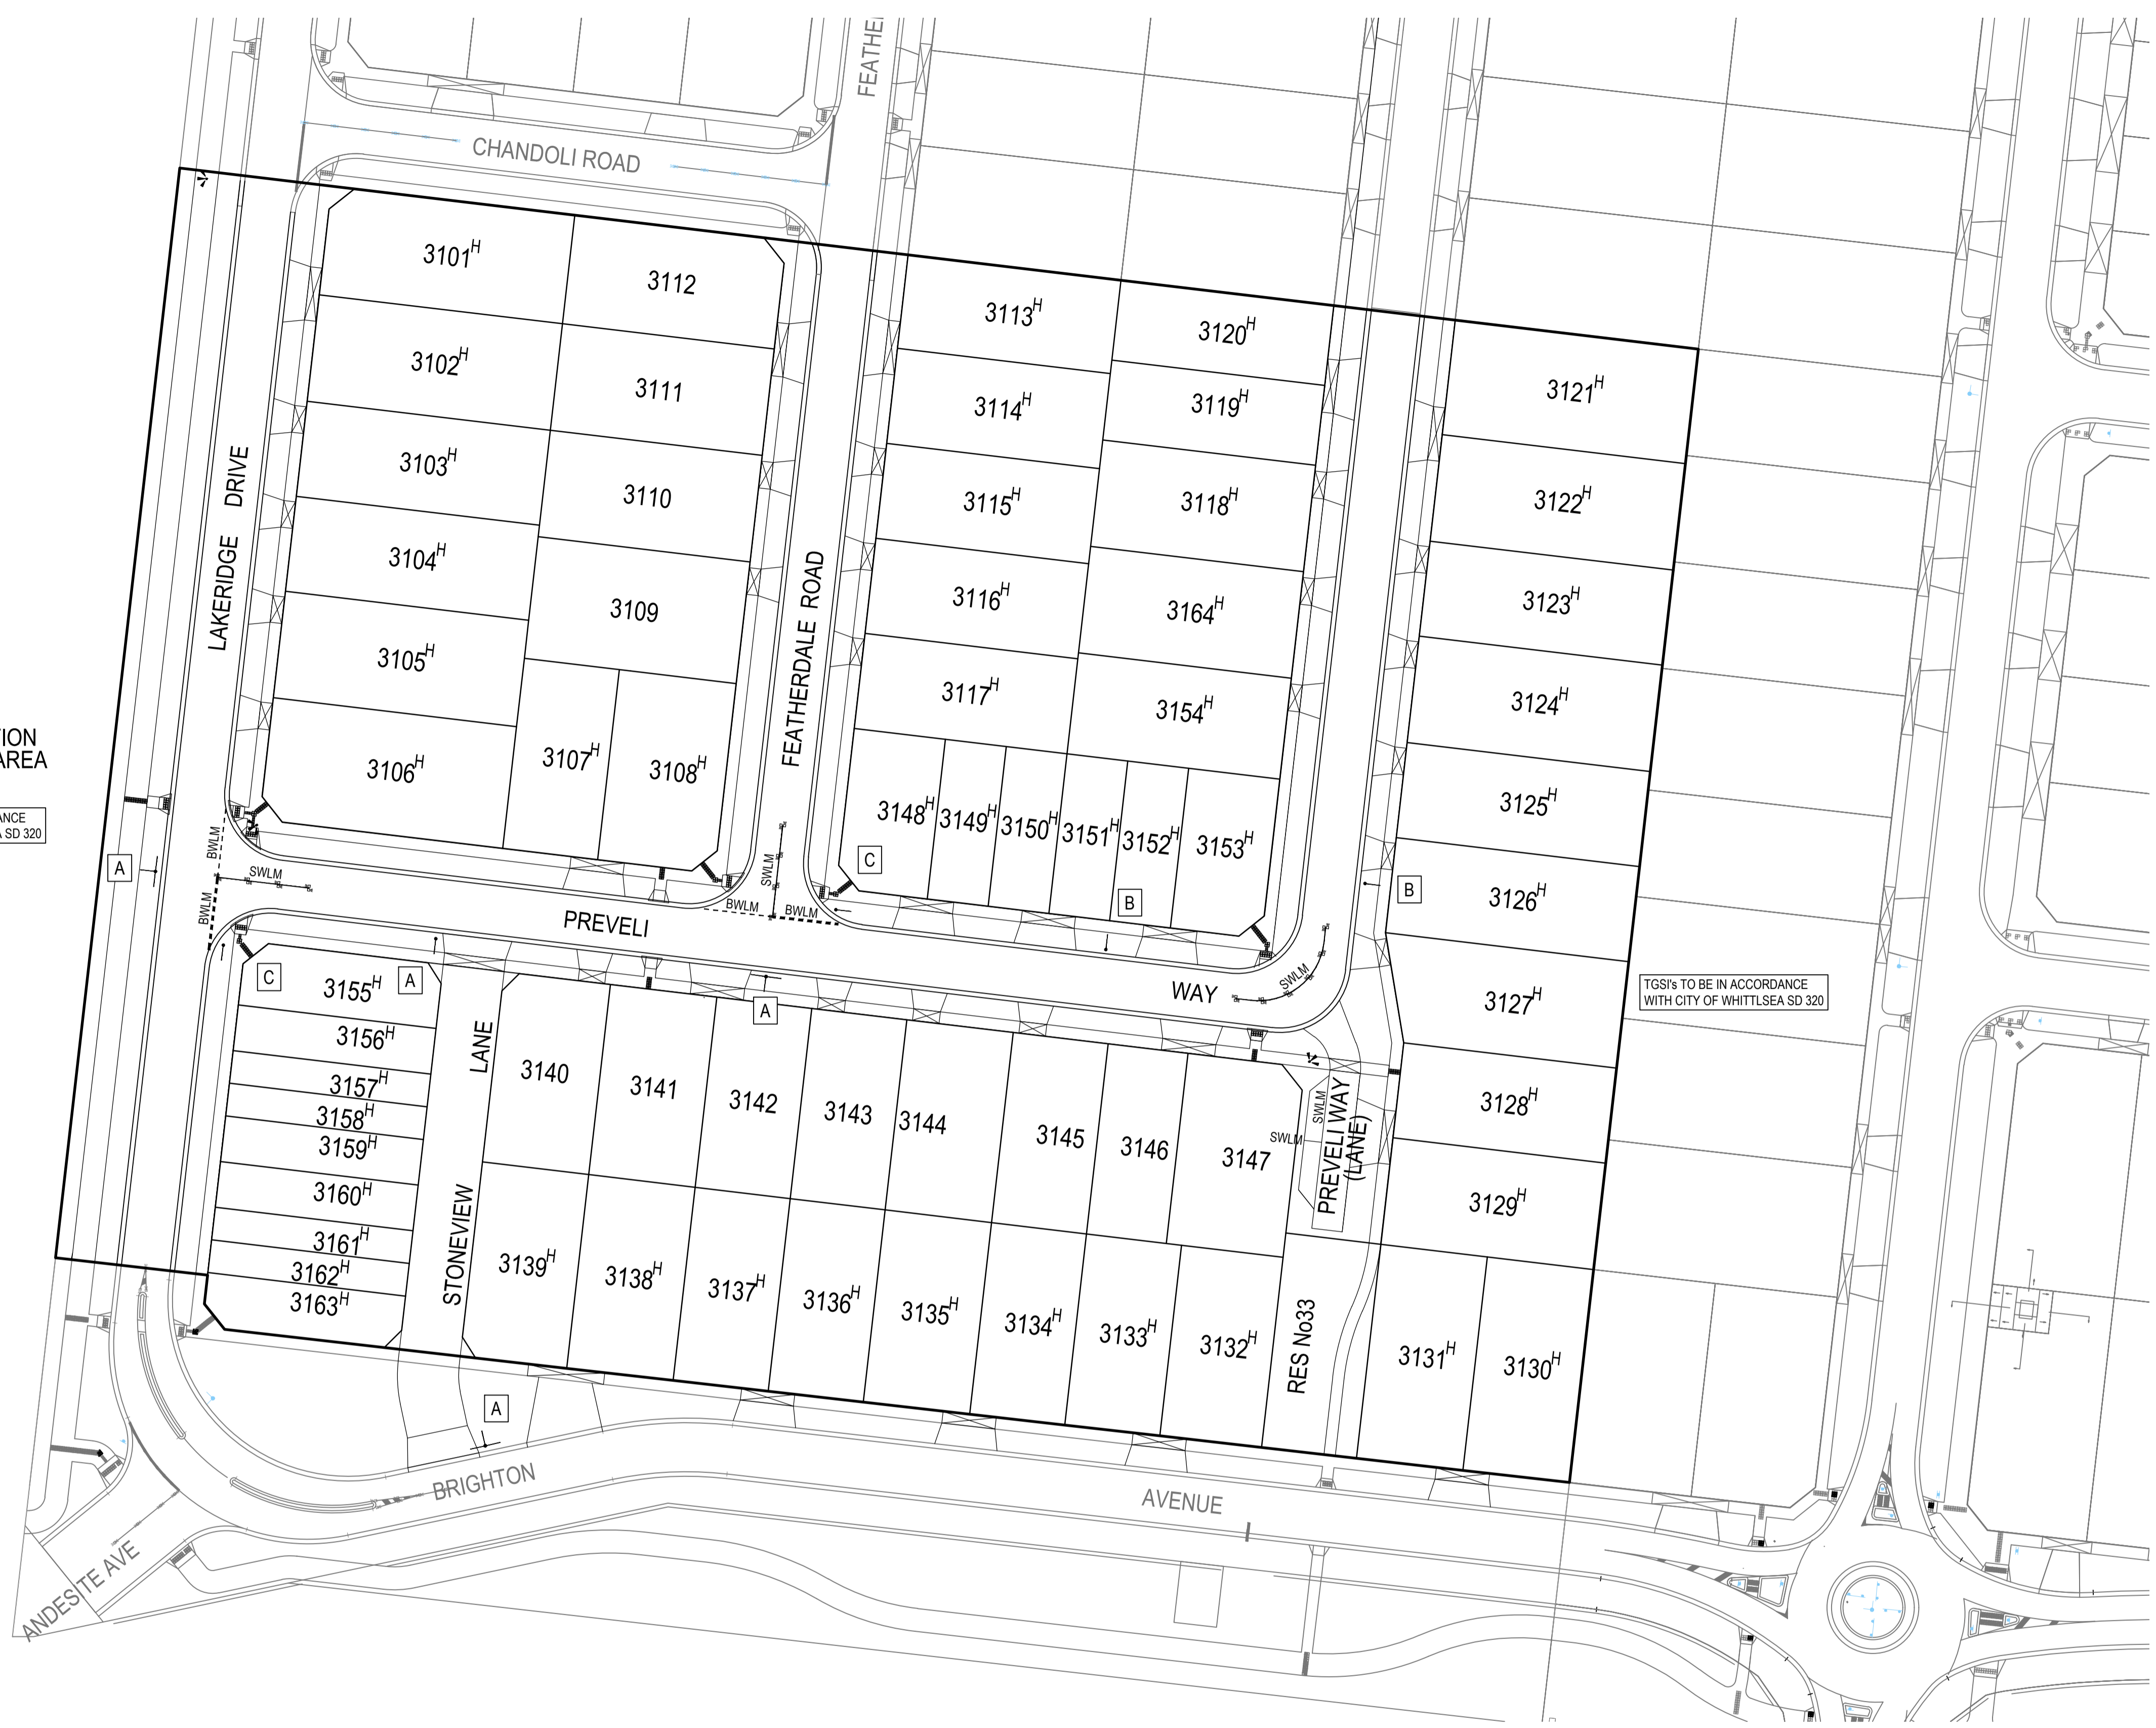 FEATHE
CHANDOLI ROAD
3101H
3112
3113H
3120H
3102H
3111
3114H
3119H
3121H
3103H
3110
3115H
3118H
3122H
LAKERIDGE DRIVE
3104H
3109
FEATHERDALE ROAD
3116H
3164H
3123H
3105H
3117H
3154H
3124H
3106H
3107H
3108H
3125H
TION
AREA
ANCE
A SD 320
3148H
3149H
3150H
3151H
3152H
3153H
3126H
A
BWLM
SWLM
BWLM
SWLM
BWLM
BWLM
C
B
B
PREVELI
WAY
SWLM
3127H
TGSI's TO BE IN ACCORDANCE
WITH CITY OF WHITTLSEA SD 320
C
3155H
A
A
3156H
3157H
3158H
3159H
3160H
3161H
3162H
3163H
STONEVIEW LANE
3140
3141
3142
3143
3144
3145
3146
3147
SWLM
SWLM
PREVELI WAY
(LANE)
3128H
3129H
3139H
3138H
3137H
3136H
3135H
3134H
3133H
3132H
RES No33
3131H
3130H
A
BRIGHTON
AVENUE
ANDESITE AVE